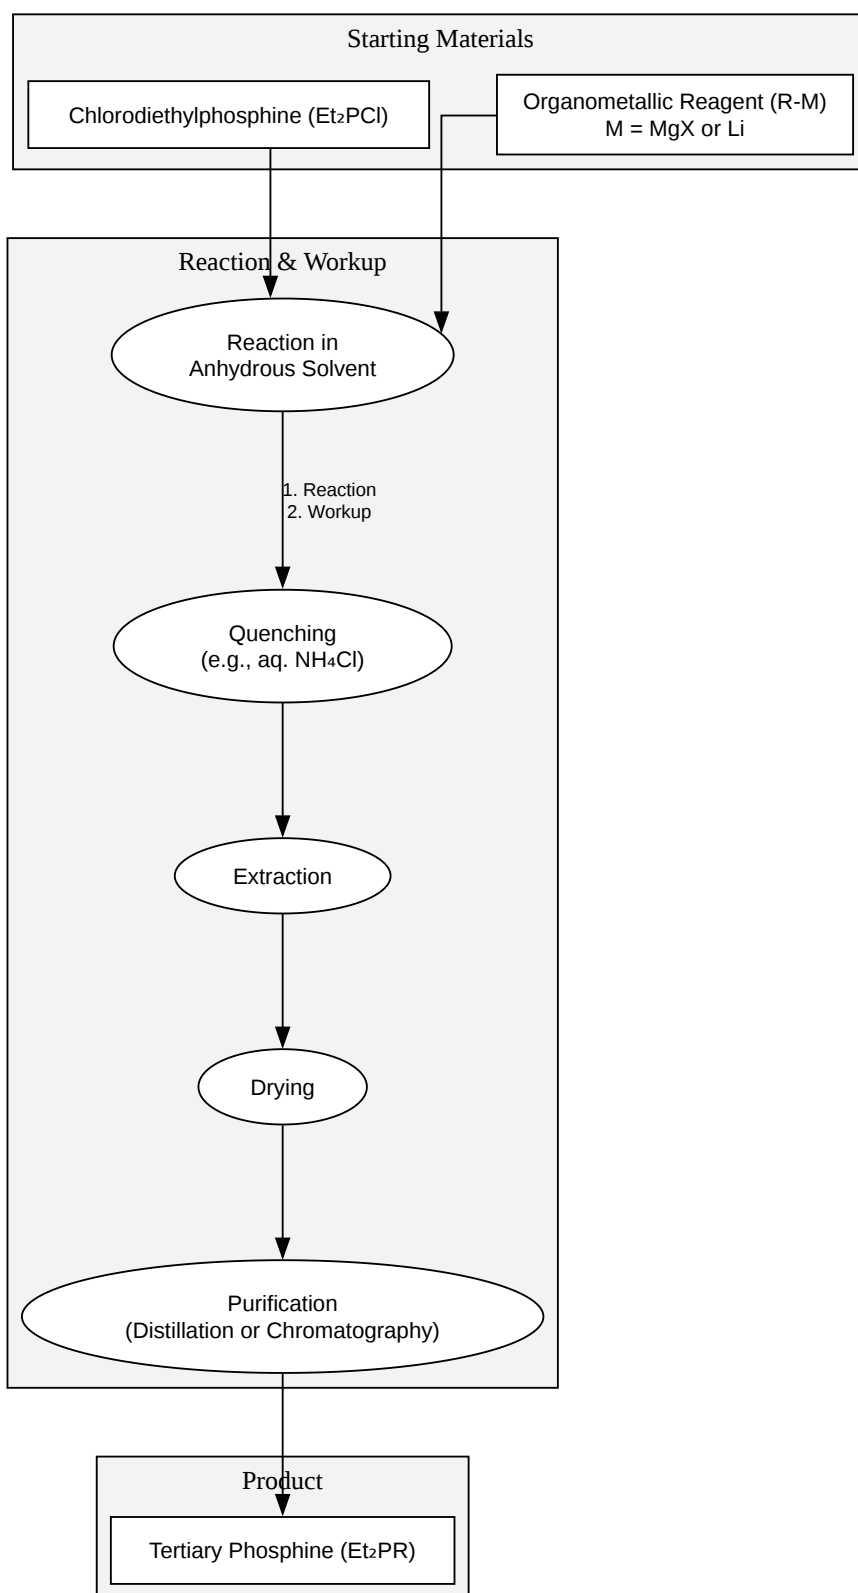 Starting Materials
Chlorodiethylphosphine (Et₂PCl)
Organometallic Reagent (R-M)
M = MgX or Li
Reaction & Workup
Reaction in
Anhydrous Solvent
1. Reaction
2. Workup
Quenching
(e.g., aq. NH₄Cl)
Extraction
Drying
Purification
(Distillation or Chromatography)
Product
Tertiary Phosphine (Et₂PR)